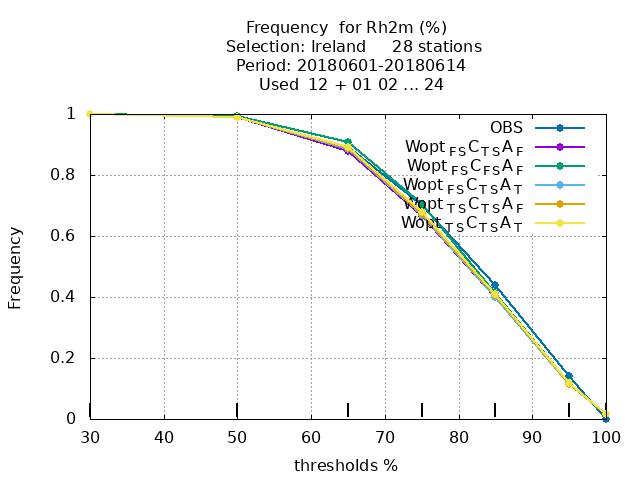 Frequency  for Rh2m (%)
Selection: Ireland     28 stations
Period: 20180601-20180614
Used  12 + 01 02 ... 24
OBS
Wopt FS C TS A F
Wopt FS C FS A F
Wopt FS C TS A T
Wopt TS C TS A F
Wopt TS C TS A T
1
0.8
0.6
0.4
0.2
0
Frequency
30 40 50 60 70 80 90 100
thresholds %